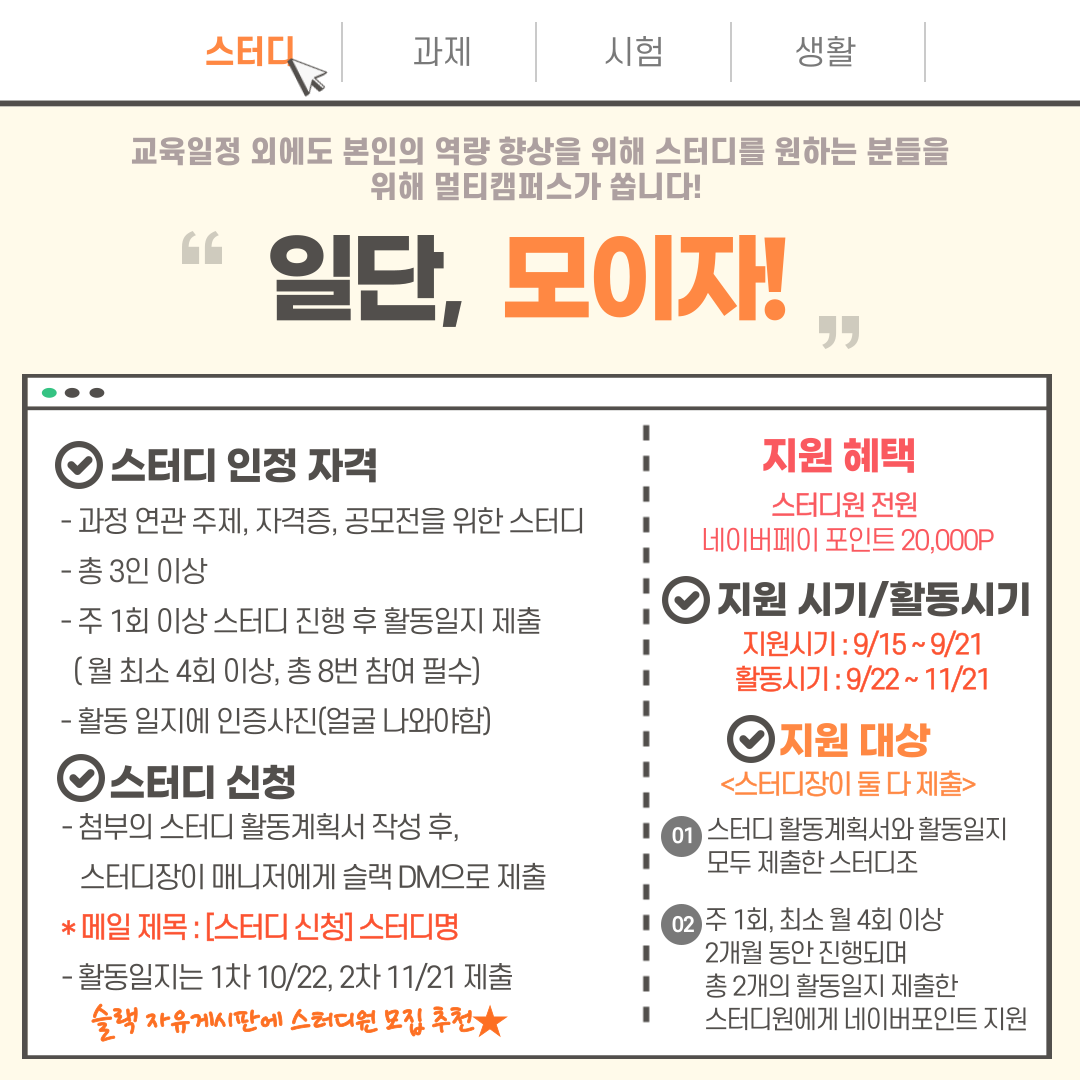 스터디
과제
시험
생활
교육일정 외에도 본인의 역량 향상을 위해 스터디를 원하는 분들을
위해 멀티캠퍼스가 쏩니다!
“ 일단, 모이자! ”
스터디 인정 자격
- 과정 연관 주제, 자격증, 공모전을 위한 스터디
- 총 3인 이상
- 주 1회 이상 스터디 진행 후 활동일지 제출
( 월 최소 4회 이상, 총 8번 참여 필수)
- 활동 일지에 인증사진(얼굴 나와야함)
스터디 신청
- 첨부의 스터디 활동계획서 작성 후,
스터디장이 매니저에게 슬랙 DM으로 제출
* 메일 제목 : [스터디 신청] 스터디명
- 활동일지는 1차 10/22, 2차 11/21 제출
슬랙 자유게시판에 스터디원 모집 추천★
지원 혜택
스터디원 전원
네이버페이 포인트 20,000P
지원 시기/활동시기
지원시기 : 9/15 ~ 9/21
활동시기 : 9/22 ~ 11/21
지원 대상
<스터디장이 둘 다 제출>
01 스터디 활동계획서와 활동일지
모두 제출한 스터디조
02 주 1회, 최소 월 4회 이상
2개월 동안 진행되며
총 2개의 활동일지 제출한
스터디원에게 네이버포인트 지원